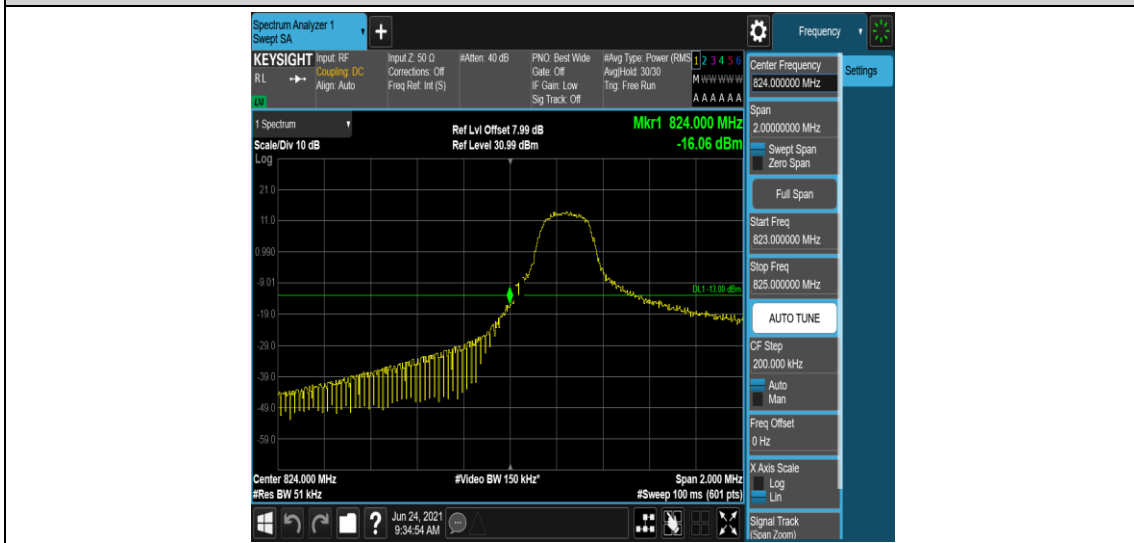 Spectrum Analyzer 1
Swept SA
+
Frequency
KEYSIGHT
RL
Input: RF
Coupling: DC
Align: Auto
Input Z: 50 Ω
Corrections: Off
Freq Ref: Int (S)
#Atten: 40 dB
PNO: Best Wide
Gate: Off
IF Gain: Low
Sig Track: Off
#Avg Type: Power (RMS
Avg|Hold: 30/30
Trig: Free Run
1 2 3 4 5 6
M W W W W W
A A A A A A
1 Spectrum
Scale/Div 10 dB
Log
Ref Lvl Offset 7.99 dB
Ref Level 30.99 dBm
Mkr1 824.000 MHz
-16.06 dBm
21.0
11.0
0.990
-9.01
-19.0
-29.0
-39.0
-49.0
-59.0
1
DL1 -13.00 dBm
Center 824.000 MHz
#Res BW 51 kHz
#Video BW 150 kHz*
Span 2.000 MHz
#Sweep 100 ms (601 pts)
Jun 24, 2021
9:34:54 AM
?
Settings
Center Frequency
824.000000 MHz
Span
2.00000000 MHz
Swept Span
Zero Span
Full Span
Start Freq
823.000000 MHz
Stop Freq
825.000000 MHz
AUTO TUNE
CF Step
200.000 kHz
Auto
Man
Freq Offset
0 Hz
X Axis Scale
Log
Lin
Signal Track
(Span Zoom)